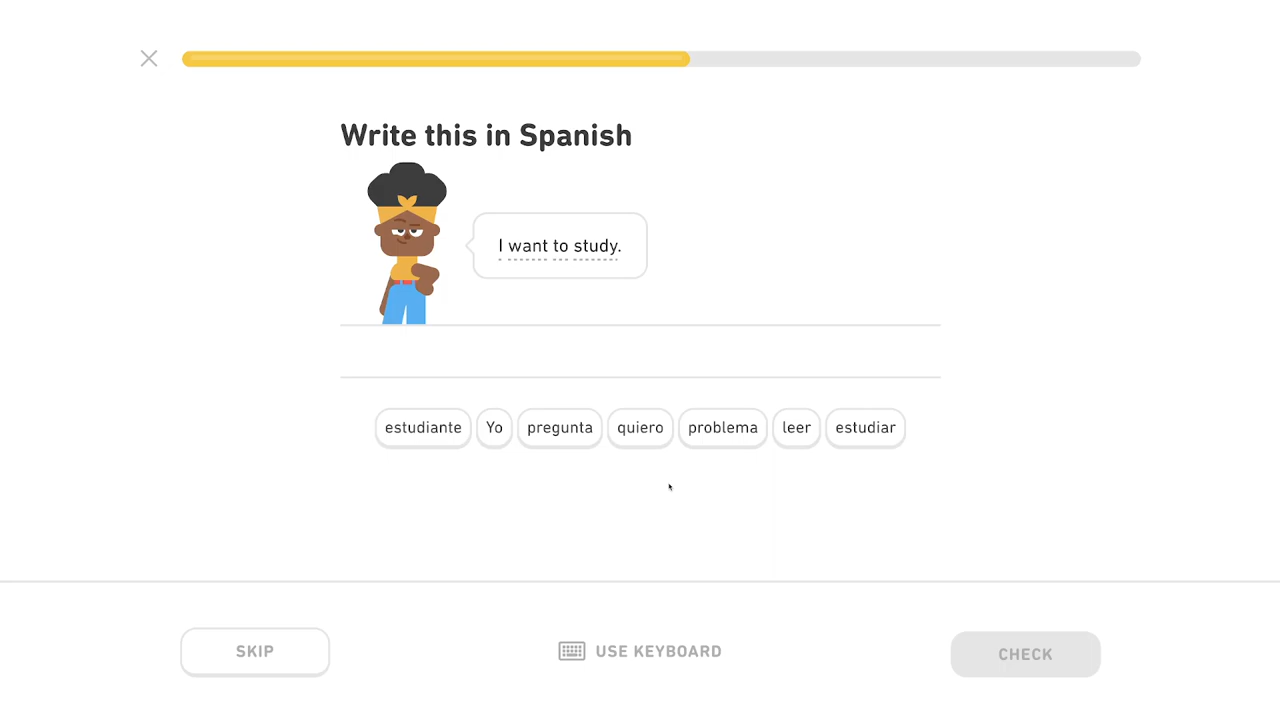 Write this in Spanish
I want to study.
estudiante Yo pregunta quiero problema leer estudiar
SKIP USE KEYBOARD CHECK